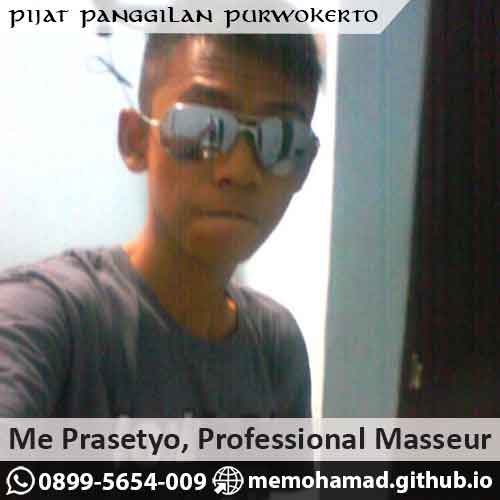 Pijat Panggilan Purwokerto
Me Prasetyo, Professional Masseur
0899-5654-009 memohamad.github.io